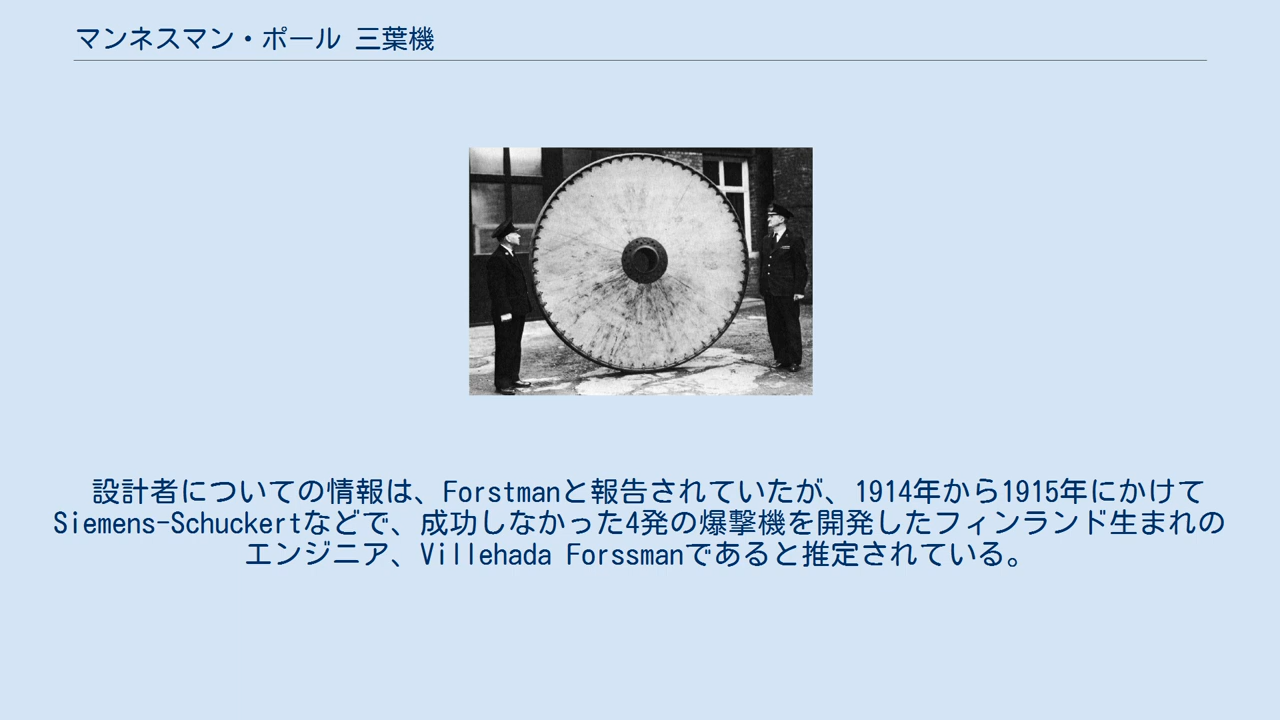 マンネスマン・ポール 三葉機
設計者についての情報は、Forstmanと報告されていたが、1914年から1915年にかけて
Siemens-Schuckertなどで、成功しなかった4発の爆撃機を開発したフィンランド生まれの
エンジニア、Villehada Forssmanであると推定されている。